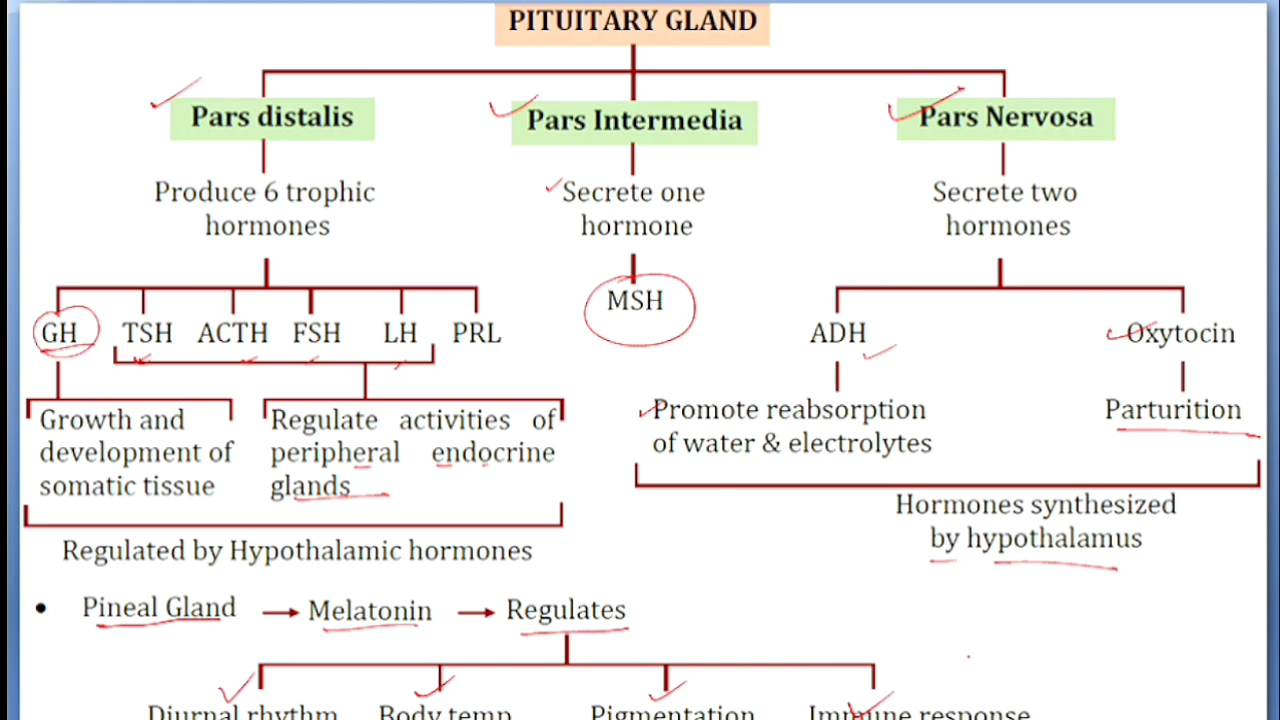 PITUITARY GLAND
Pars distalis
Pars Intermedia
Pars Nervosa
Produce 6 trophic
hormones
Secrete one
hormone
Secrete two
hormones
MSH
GH TSH ACTH FSH LH PRL
ADH
Oxytocin
Growth and
development of
somatic tissue
Regulate activities of
peripheral endocrine
glands
Promote reabsorption
of water & electrolytes
Parturition
Hormones synthesized
by hypothalamus
Regulated by Hypothalamic hormones
• Pineal Gland → Melatonin → Regulates
Diurnal rhythm Body temp Pigmentation Immune response